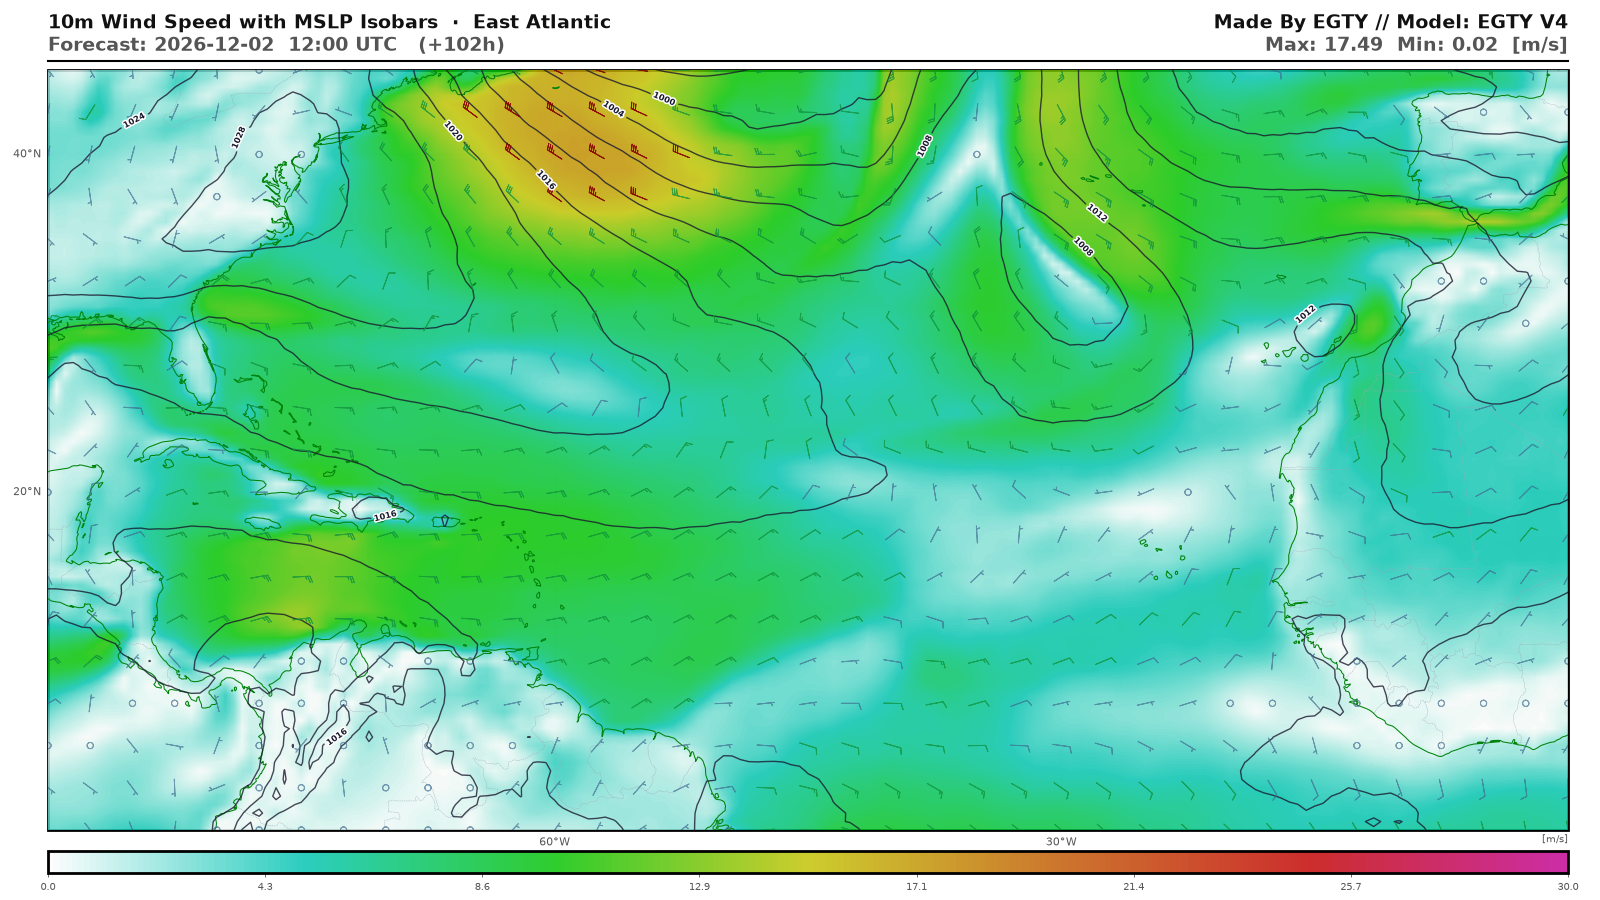 10m Wind Speed with MSLP Isobars · East Atlantic
Made By EGTY // Model: EGTY V4
Forecast: 2026-12-02 12:00 UTC (+102h)
Max: 17.49 Min: 0.02 [m/s]
1000
1004
1024
1020
1028
1008
40°N
1016
1012
1008
1012
20°N
1016
1016
60°W
30°W
[m/s]
0.0 4.3 8.6 12.9 17.1 21.4 25.7 30.0